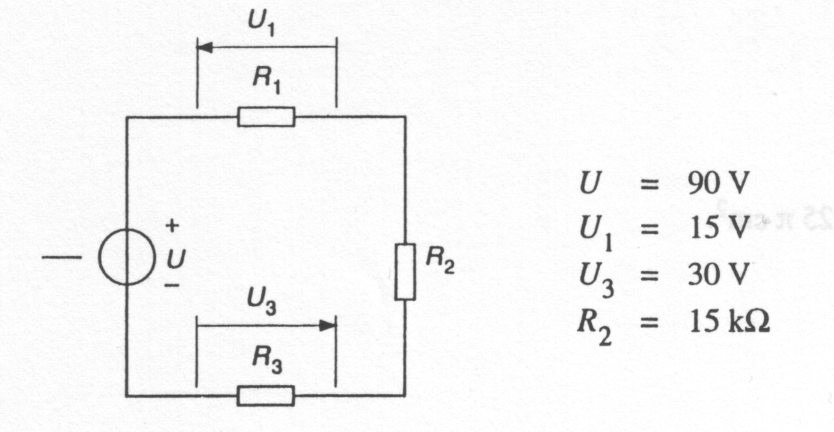 U₁
R₁
+
U
−
R₂
U₃
R₃
U = 90 V
U₁ = 15 V
U₃ = 30 V
R₂ = 15 kΩ